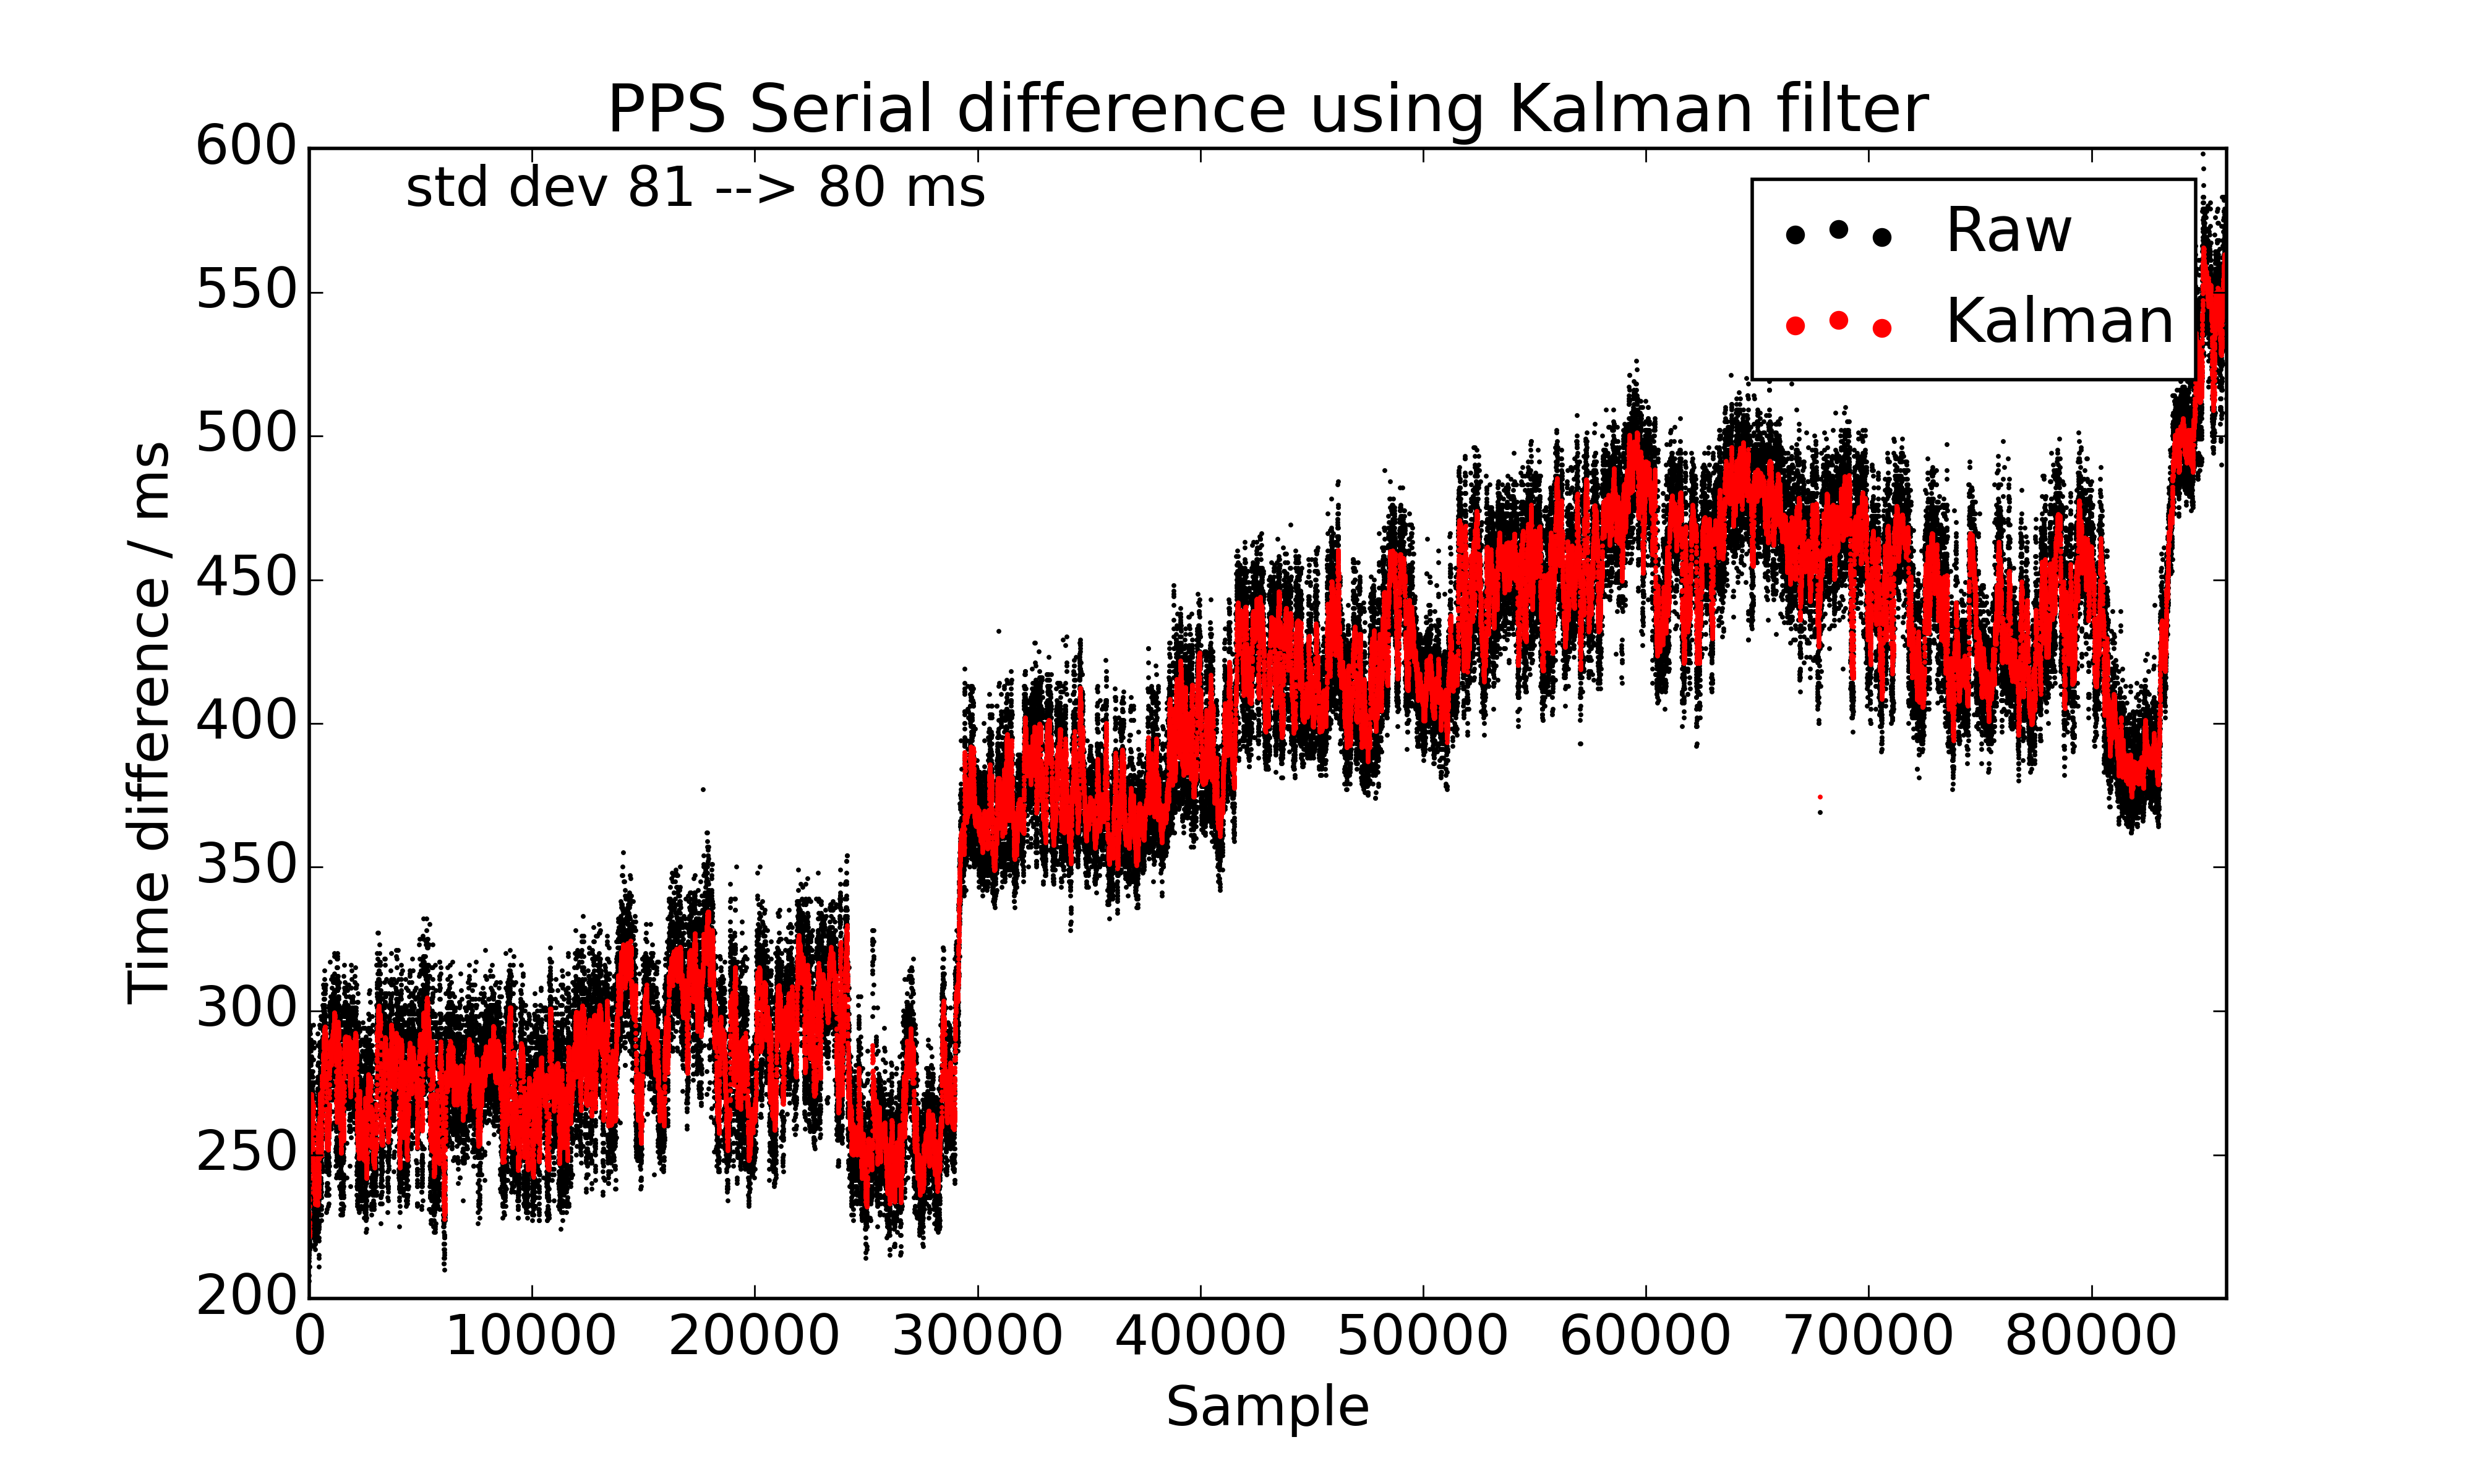 PPS Serial difference using Kalman filter
std dev 81 --> 80 ms
Raw
Kalman
Time difference / ms
600
550
500
450
400
350
300
250
200
0 10000 20000 30000 40000 50000 60000 70000 80000
Sample